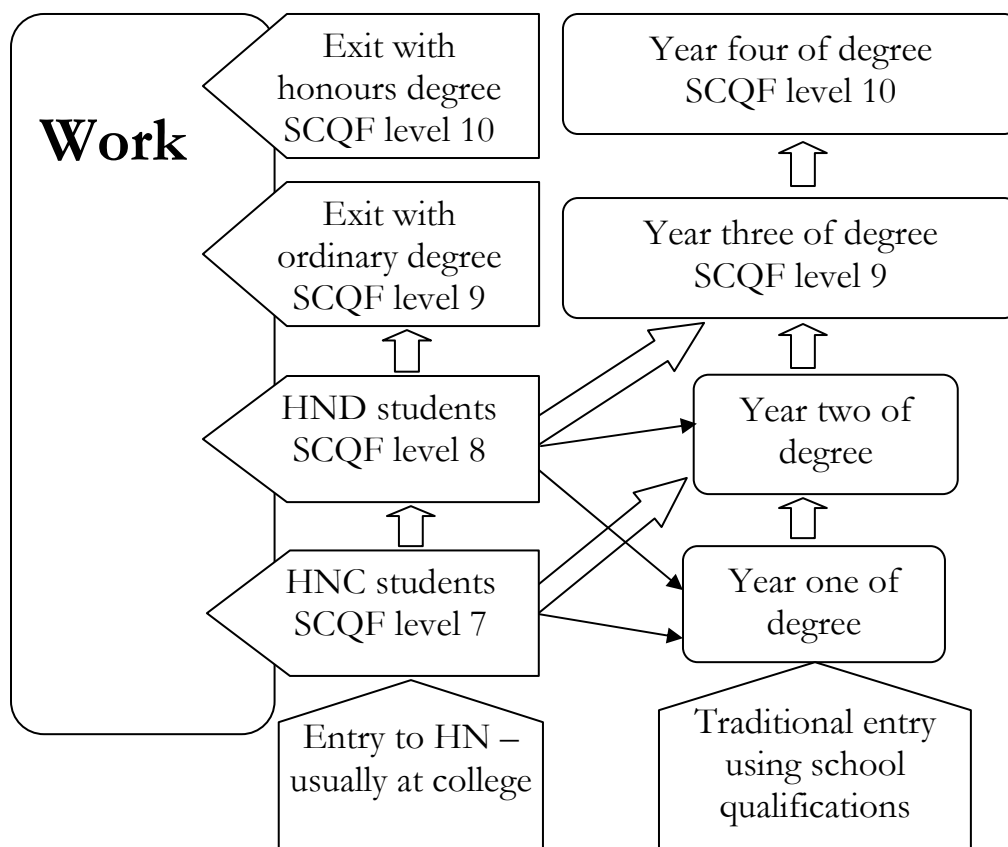 Work
Exit with
honours degree
SCQF level 10
Year four of degree
SCQF level 10
Exit with
ordinary degree
SCQF level 9
Year three of degree
SCQF level 9
HND students
SCQF level 8
Year two of
degree
HNC students
SCQF level 7
Year one of
degree
Entry to HN –
usually at college
Traditional entry
using school
qualifications